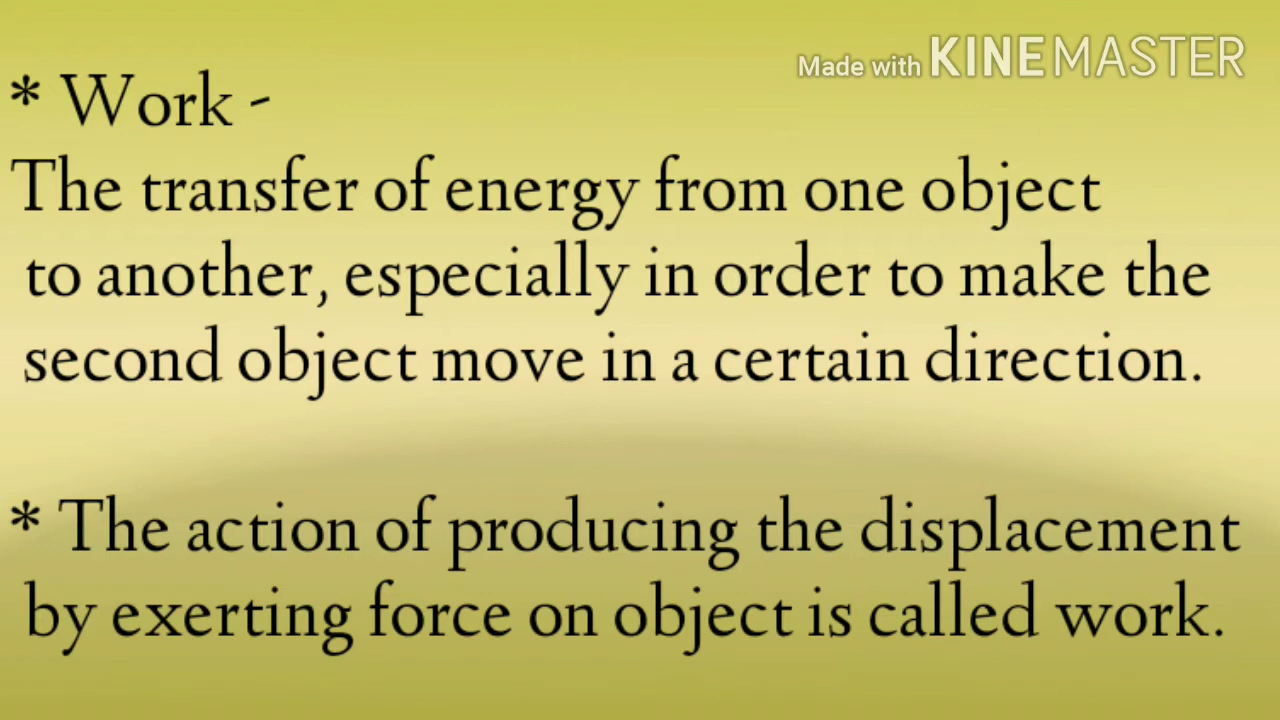 Made with KINEMASTER
* Work -
The transfer of energy from one object
to another, especially in order to make the
second object move in a certain direction.
* The action of producing the displacement
by exerting force on object is called work.